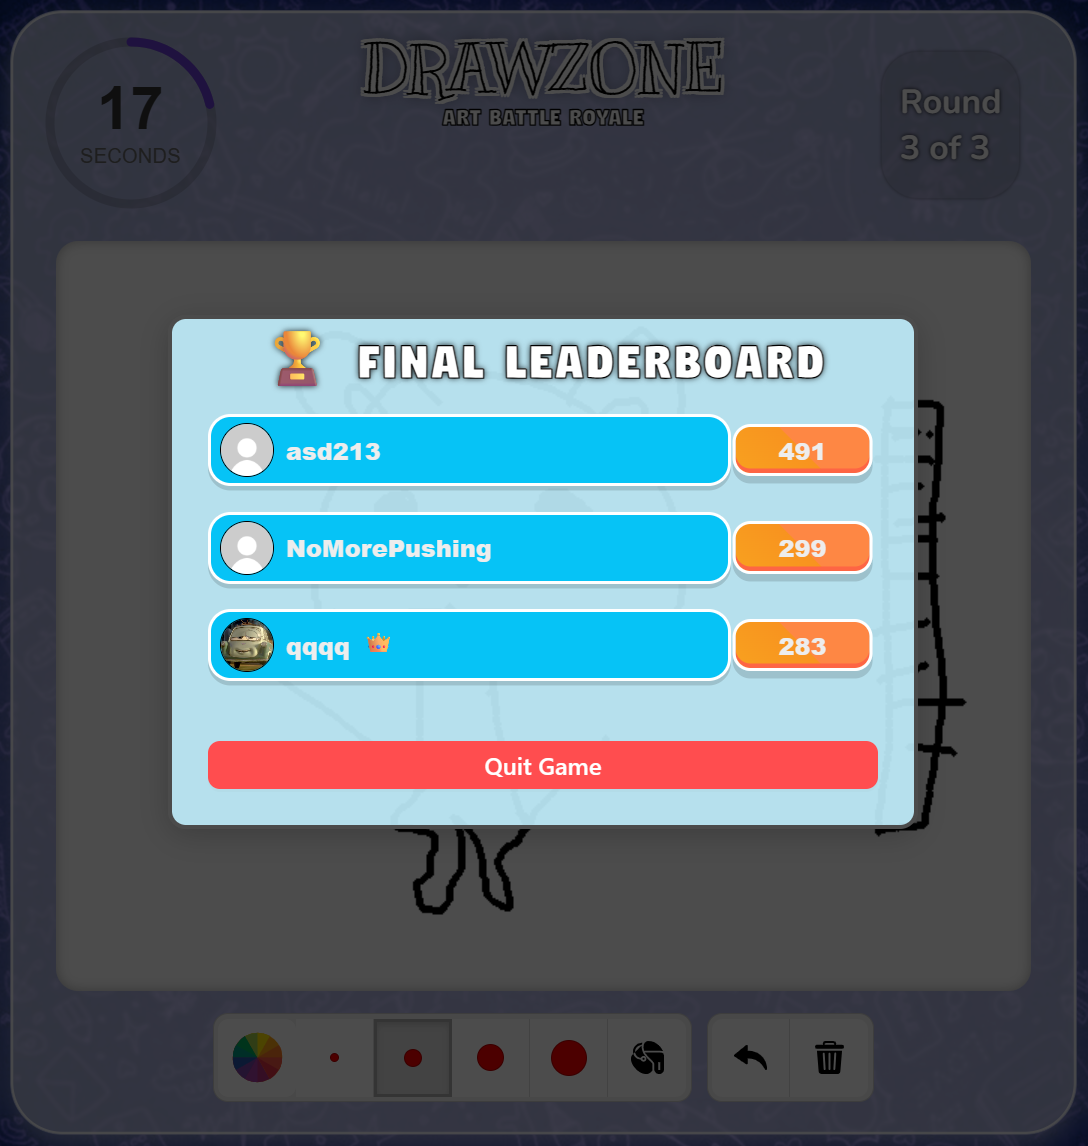 17
SECONDS
DRAWZONE
ART BATTLE ROYALE
Round
3 of 3
FINAL LEADERBOARD
asd213
491
NoMorePushing
299
qqqq
283
Quit Game